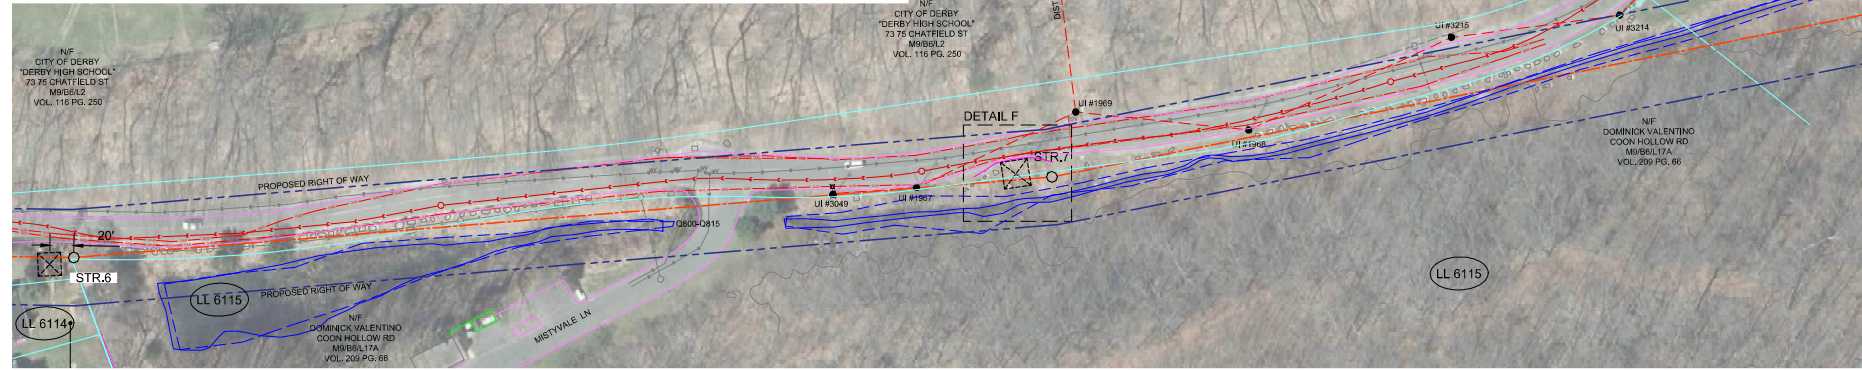 N/F
CITY OF DERBY
"DERBY HIGH SCHOOL"
73 75 CHATFIELD ST
M9/B6/L2
VOL. 116 PG. 250
N/F
CITY OF DERBY
"DERBY HIGH SCHOOL"
73 75 CHATFIELD ST
M9/B6/L2
VOL. 116 PG. 250
DIST
UI #3215
UI #3214
UI #1969
DETAIL F
STR.7
UI #1968
N/F
DOMINICK VALENTINO
COON HOLLOW RD
M9/B6/L17A
VOL. 209 PG. 66
PROPOSED RIGHT OF WAY
UI #3049
UI #1967
Q800-Q815
20'
STR.6
LL 6115
PROPOSED RIGHT OF WAY
LL 6115
LL 6114
N/F
DOMINICK VALENTINO
COON HOLLOW RD
M9/B6/L17A
VOL. 209 PG. 66
MISTYVALE LN